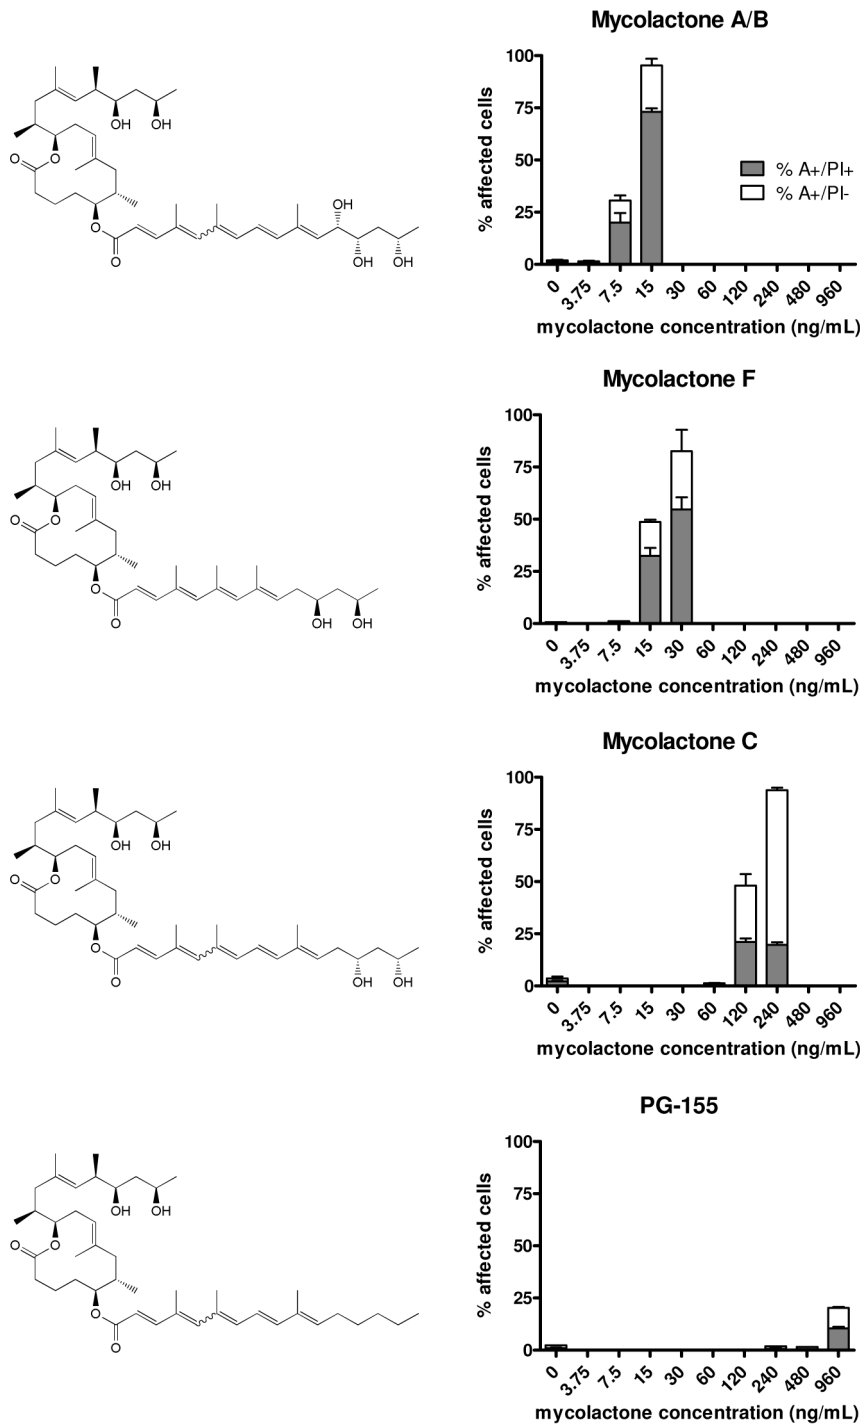 Mycolactone A/B
100
75
50
25
0
% affected cells
% A+/PI+
% A+/PI-
0 3.75 7.5 15 30 60 120 240 480 960
mycolactone concentration (ng/mL)
OH OH
O
O
O
O
OH
OH OH
Mycolactone F
100
75
50
25
0
% affected cells
0 3.75 7.5 15 30 60 120 240 480 960
mycolactone concentration (ng/mL)
OH OH
O
O
O
O
OH OH
Mycolactone C
100
75
50
25
0
% affected cells
0 3.75 7.5 15 30 60 120 240 480 960
mycolactone concentration (ng/mL)
OH OH
O
O
O
O
OH OH
PG-155
100
75
50
25
0
% affected cells
0 3.75 7.5 15 30 60 120 240 480 960
mycolactone concentration (ng/mL)
OH OH
O
O
O
O